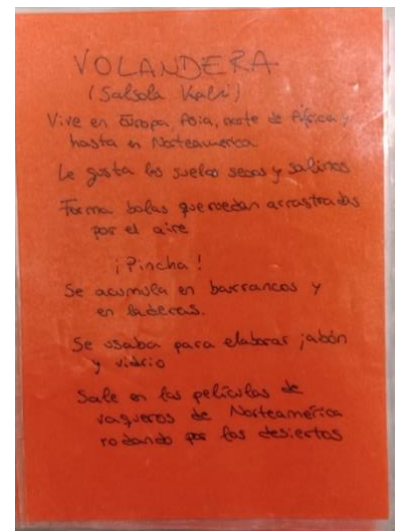 VOLANDERA
(Salsola Kali)
Vive en Europa, Asia, norte de África y
hasta en Norteamérica
Le gusta los suelos secos y salinos
Forma bolas que ruedan arrastradas
por el aire
¡Pincha!
Se acumula en barrancos y
en laderas.
Se usaba para elaborar jabón
y vidrio
Sale en las películas de
vaqueros de Norteamérica
rodando por los desiertos